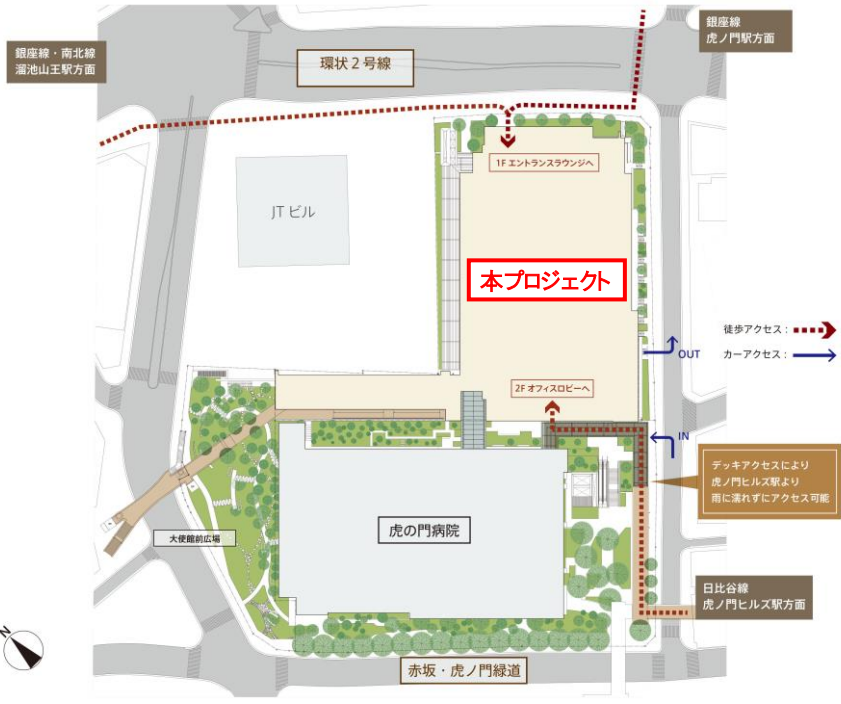 銀座線・南北線
溜池山王駅方面
環状２号線
銀座線
虎ノ門駅方面
1F エントランスラウンジへ
JT ビル
本プロジェクト
徒歩アクセス：
カーアクセス：
OUT
2F オフィスロビーへ
IN
デッキアクセスにより
虎ノ門ヒルズ駅より
雨に濡れずにアクセス可能
虎の門病院
大使館前広場
日比谷線
虎ノ門ヒルズ駅方面
N
赤坂・虎ノ門緑道